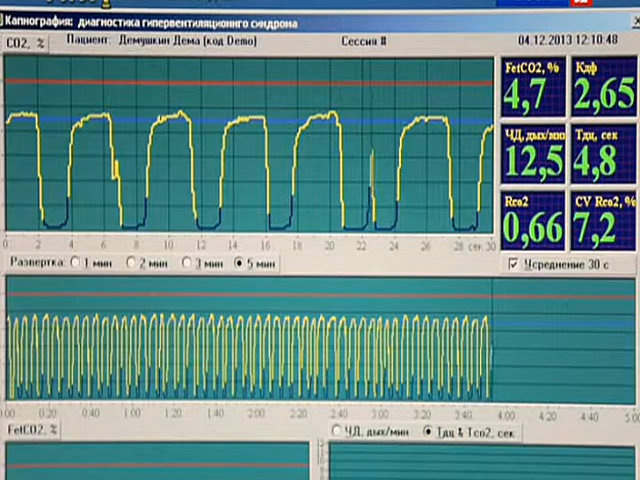 Капнография: диагностика гипервентиляционнго синдрома
CO2, %
Пациент: Демушкин Дема (код Demo)
Сессия #
04.12.2013 12:10:48
FetCO2, %
4,7
Кдф
2,65
ЧД, дых/мин
12,5
Тдц, сек
4,8
Rco2
0,66
CV Rco2, %
7,2
0 2 4 6 8 10 12 14 16 18 20 22 24 26 28 сек 30
Развертка: 1 мин 2 мин 3 мин 5 мин
Усреднение 30 с
0:00 0:20 0:40 1:00 1:20 1:40 2:00 2:20 2:40 3:00 3:20 3:40 4:00 4:20 4:40 5:00
FetCO2, %
ЧД, дых/мин Тдц & Tco2, сек